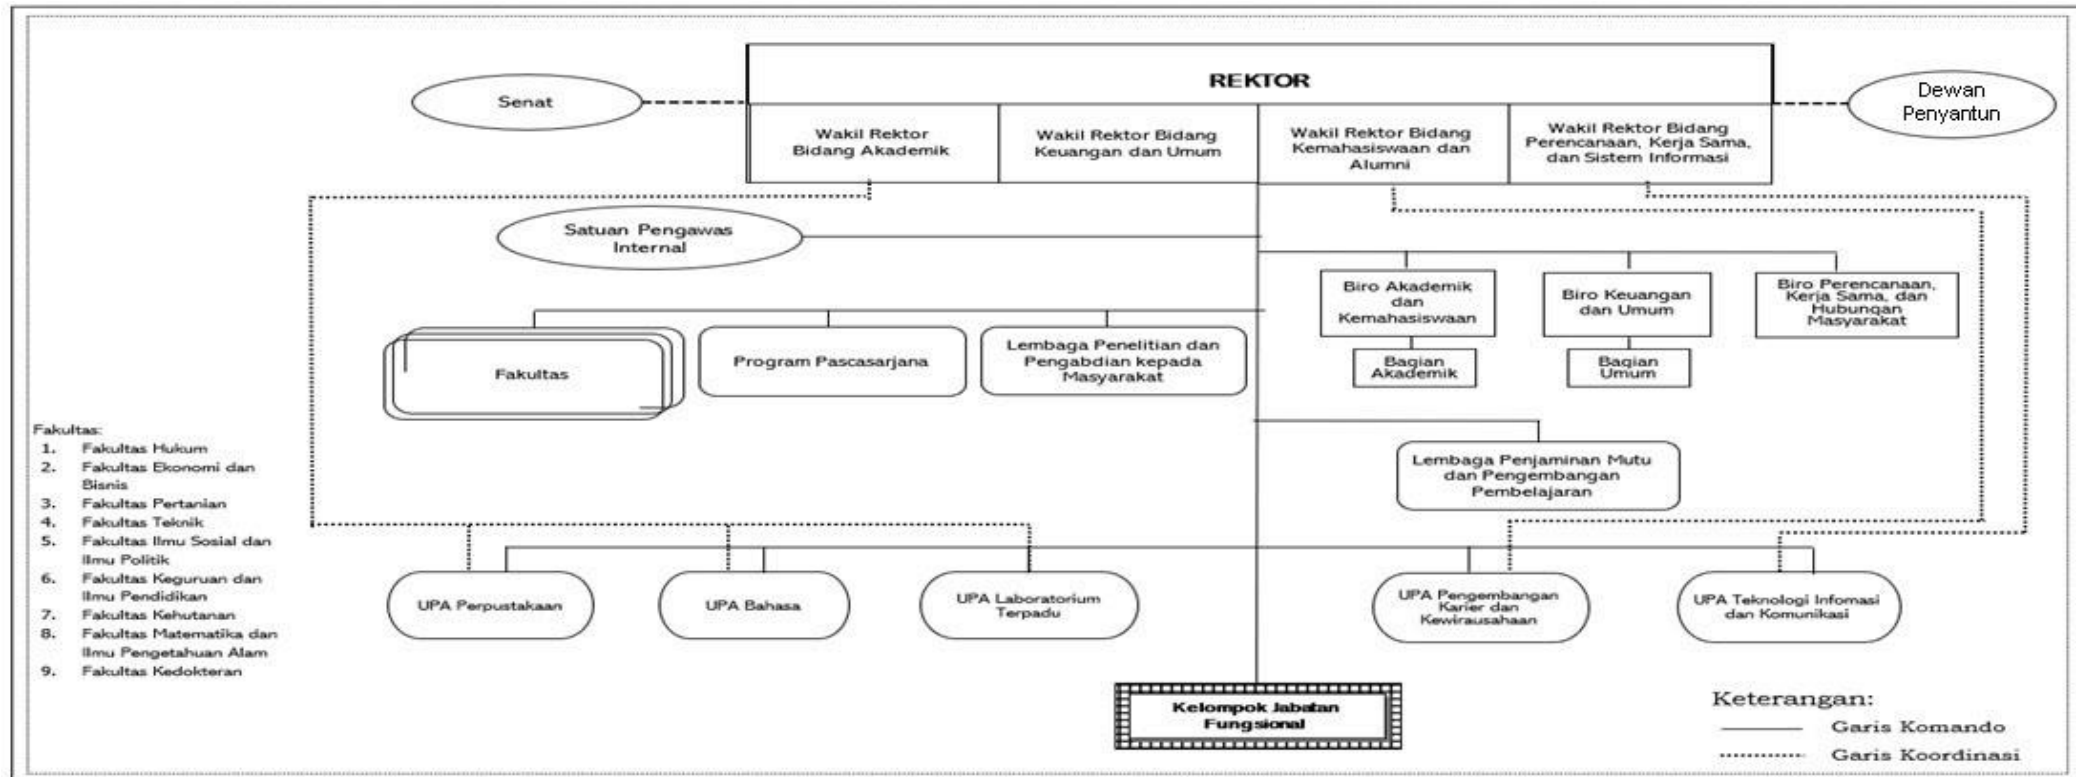 REKTOR
Senat
Dewan
Penyantun
Wakil Rektor
Bidang Akademik
Wakil Rektor Bidang
Keuangan dan Umum
Wakil Rektor Bidang
Kemahasiswaan dan
Alumni
Wakil Rektor Bidang
Perencanaan, Kerja Sama,
dan Sistem Informasi
Satuan Pengawas
Internal
Biro Akademik
dan
Kemahasiswaan
Biro Keuangan
dan Umum
Biro Perencanaan,
Kerja Sama, dan
Hubungan
Masyarakat
Bagian
Akademik
Bagian
Umum
Fakultas
Program Pascasarjana
Lembaga Penelitian dan
Pengabdian kepada
Masyarakat
Lembaga Penjaminan Mutu
dan Pengembangan
Pembelajaran
Fakultas:
1. Fakultas Hukum
2. Fakultas Ekonomi dan
Bisnis
3. Fakultas Pertanian
4. Fakultas Teknik
5. Fakultas Ilmu Sosial dan
Ilmu Politik
6. Fakultas Keguruan dan
Ilmu Pendidikan
7. Fakultas Kehutanan
8. Fakultas Matematika dan
Ilmu Pengetahuan Alam
9. Fakultas Kedokteran
UPA Perpustakaan
UPA Bahasa
UPA Laboratorium
Terpadu
UPA Pengembangan
Karier dan
Kewirausahaan
UPA Teknologi Infomasi
dan Komunikasi
Kelompok Jabatan
Fungsional
Keterangan:
Garis Komando
Garis Koordinasi